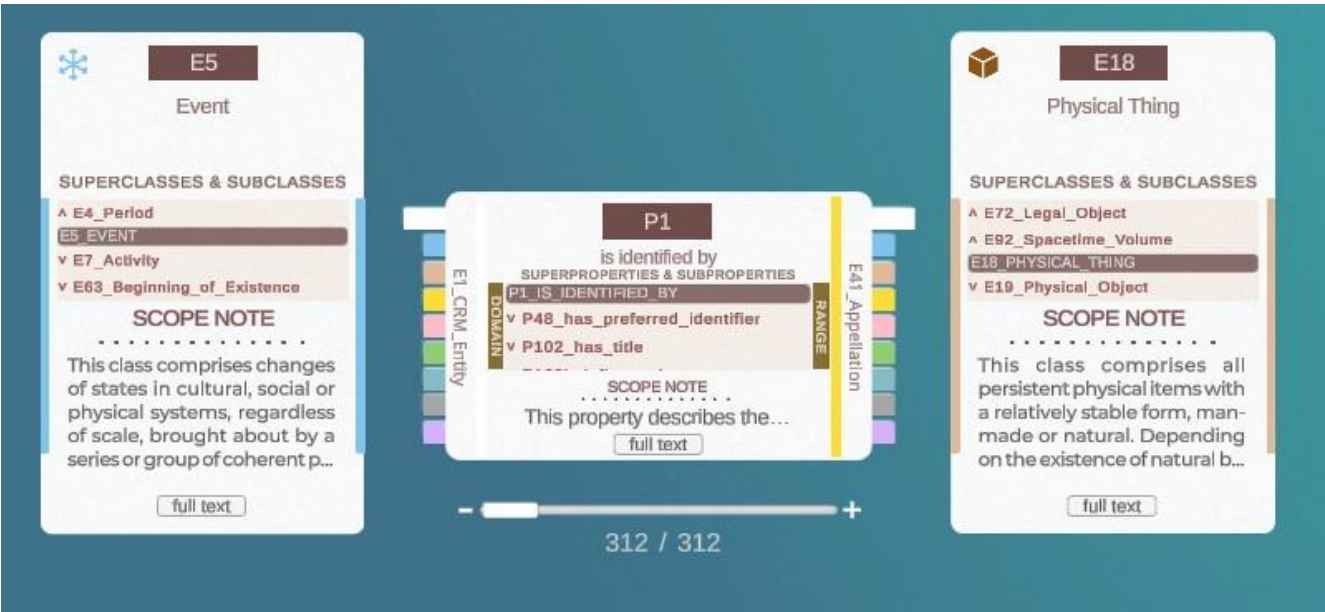 E5
Event
SUPERCLASSES & SUBCLASSES
˄ E4_Period
E5_EVENT
˅ E7_Activity
˅ E63_Beginning_of_Existence
SCOPE NOTE
This class comprises changes
of states in cultural, social or
physical systems, regardless
of scale, brought about by a
series or group of coherent p...
full text
E1_CRM_Entity
DOMAIN
P1
is identified by
SUPERPROPERTIES & SUBPROPERTIES
P1_IS_IDENTIFIED_BY
˅ P48_has_preferred_identifier
˅ P102_has_title
SCOPE NOTE
This property describes the...
full text
RANGE
E41_Appellation
- +
312 / 312
E18
Physical Thing
SUPERCLASSES & SUBCLASSES
˄ E72_Legal_Object
˄ E92_Spacetime_Volume
E18_PHYSICAL_THING
˅ E19_Physical_Object
SCOPE NOTE
This class comprises all
persistent physical items with
a relatively stable form, man-
made or natural. Depending
on the existence of natural b...
full text